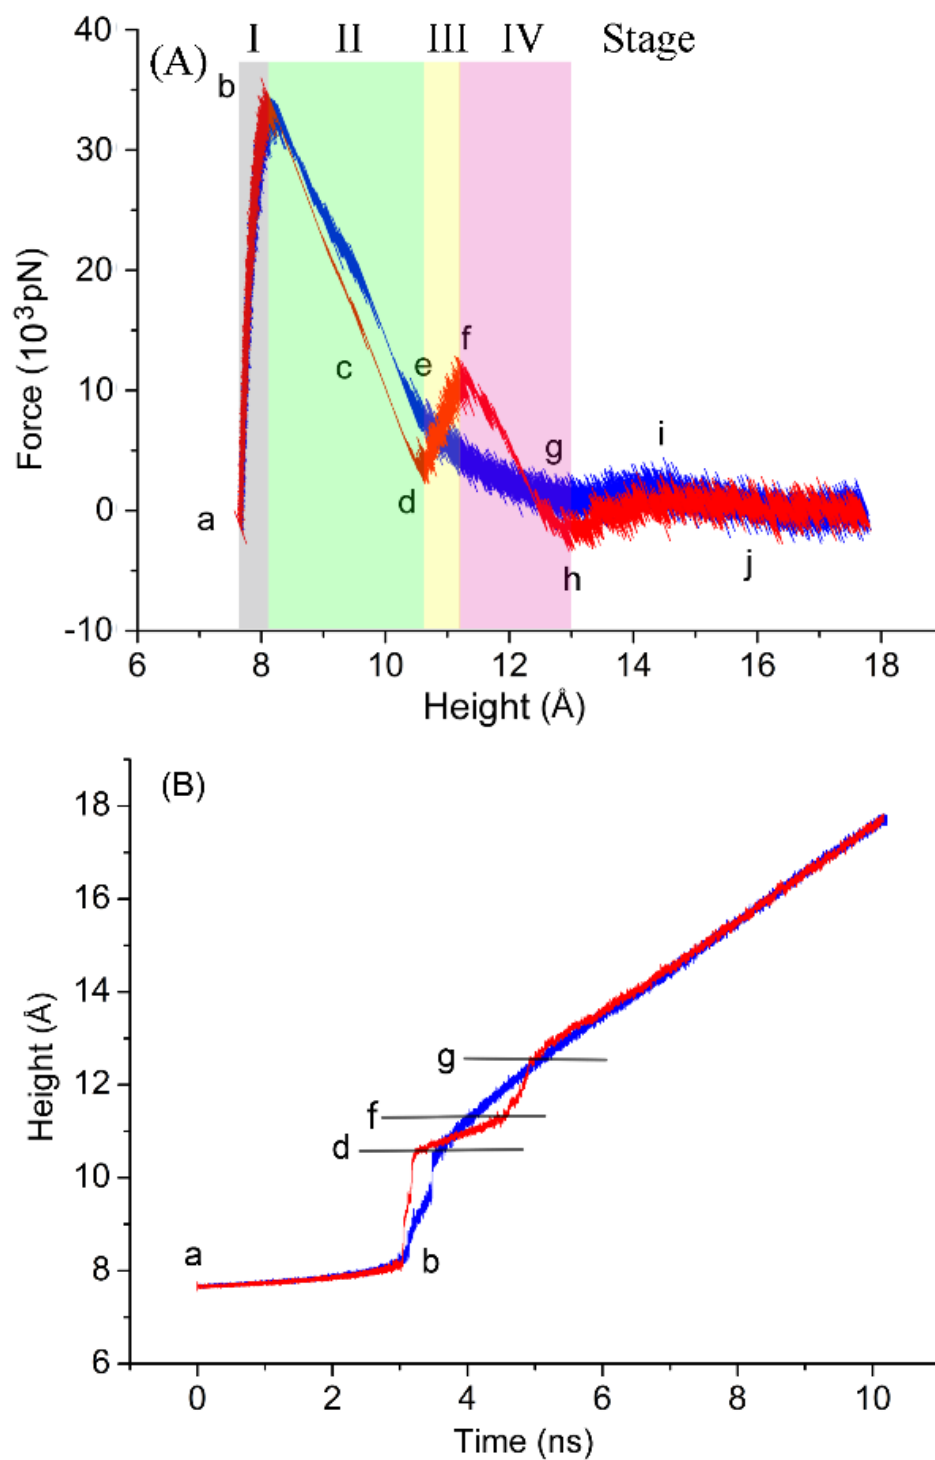 40
(A)
I II III IV Stage
b
30
20
Force (10³pN)
c
e
f
10
d
g
i
a
0
h
j
-10
6 8 10 12 14 16 18
Height (Å)
(B)
18
16
14
Height (Å)
g
12
f
d
10
a
b
8
6
0 2 4 6 8 10
Time (ns)